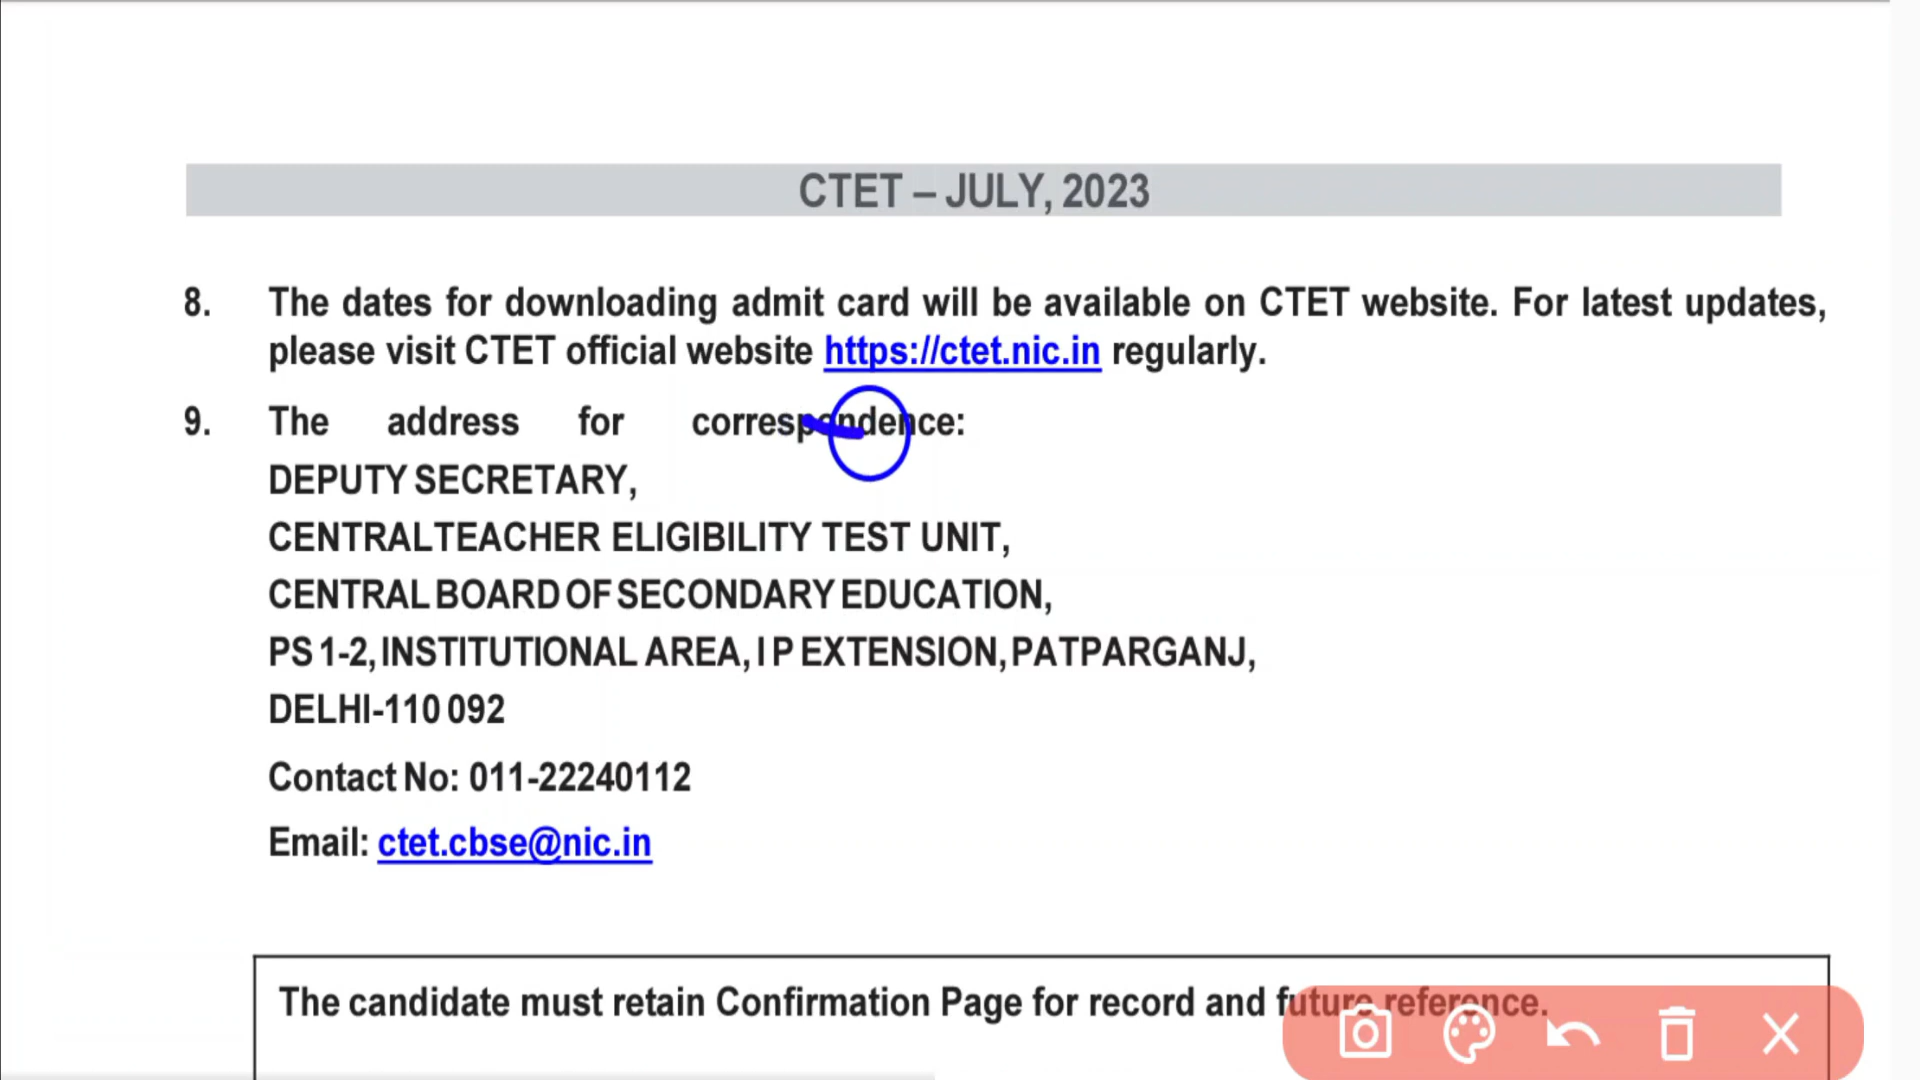 CTET – JULY, 2023
8. The dates for downloading admit card will be available on CTET website. For latest updates,
please visit CTET official website https://ctet.nic.in regularly.
9. The address for correspondence:
DEPUTY SECRETARY,
CENTRAL TEACHER ELIGIBILITY TEST UNIT,
CENTRAL BOARD OF SECONDARY EDUCATION,
PS 1-2, INSTITUTIONAL AREA, I P EXTENSION, PATPARGANJ,
DELHI-110 092
Contact No: 011-22240112
Email: ctet.cbse@nic.in
The candidate must retain Confirmation Page for record and future reference.